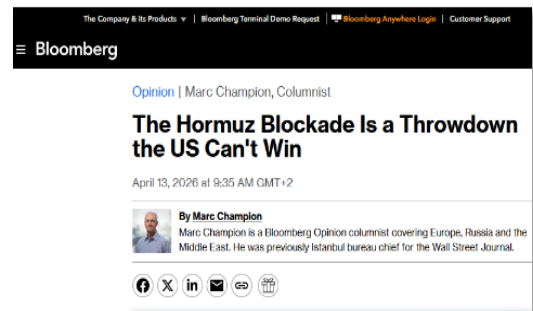 The Company & its Products ▾ | Bloomberg Terminal Demo Request | Bloomberg Anywhere Login | Customer Support
Bloomberg
Opinion | Marc Champion, Columnist
The Hormuz Blockade Is a Throwdown
the US Can't Win
April 13, 2026 at 9:35 AM GMT+2
By Marc Champion
Marc Champion is a Bloomberg Opinion columnist covering Europe, Russia and the
Middle East. He was previously Istanbul bureau chief for the Wall Street Journal.